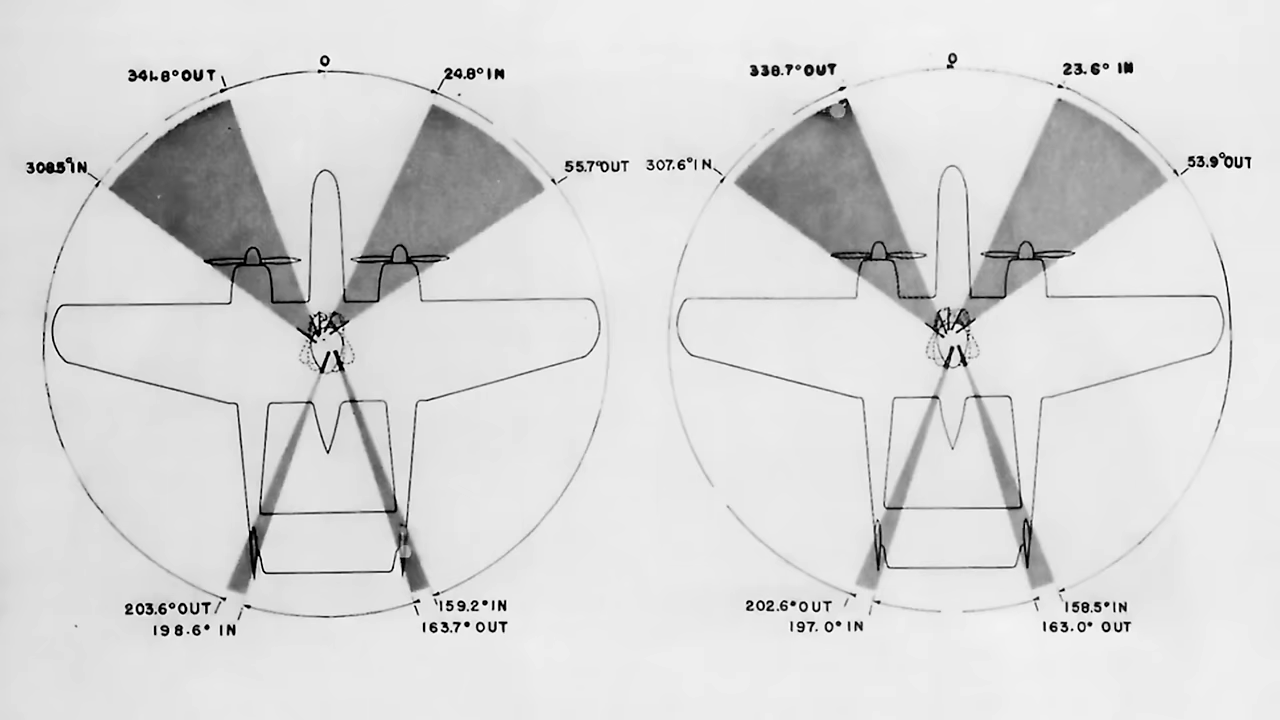 0
341.8° OUT
24.8° IN
308.5° IN
55.7° OUT
203.6° OUT
198.6° IN
159.2° IN
163.7° OUT
0
338.7° OUT
23.6° IN
307.6° IN
53.9° OUT
202.6° OUT
197.0° IN
158.5° IN
163.0° OUT